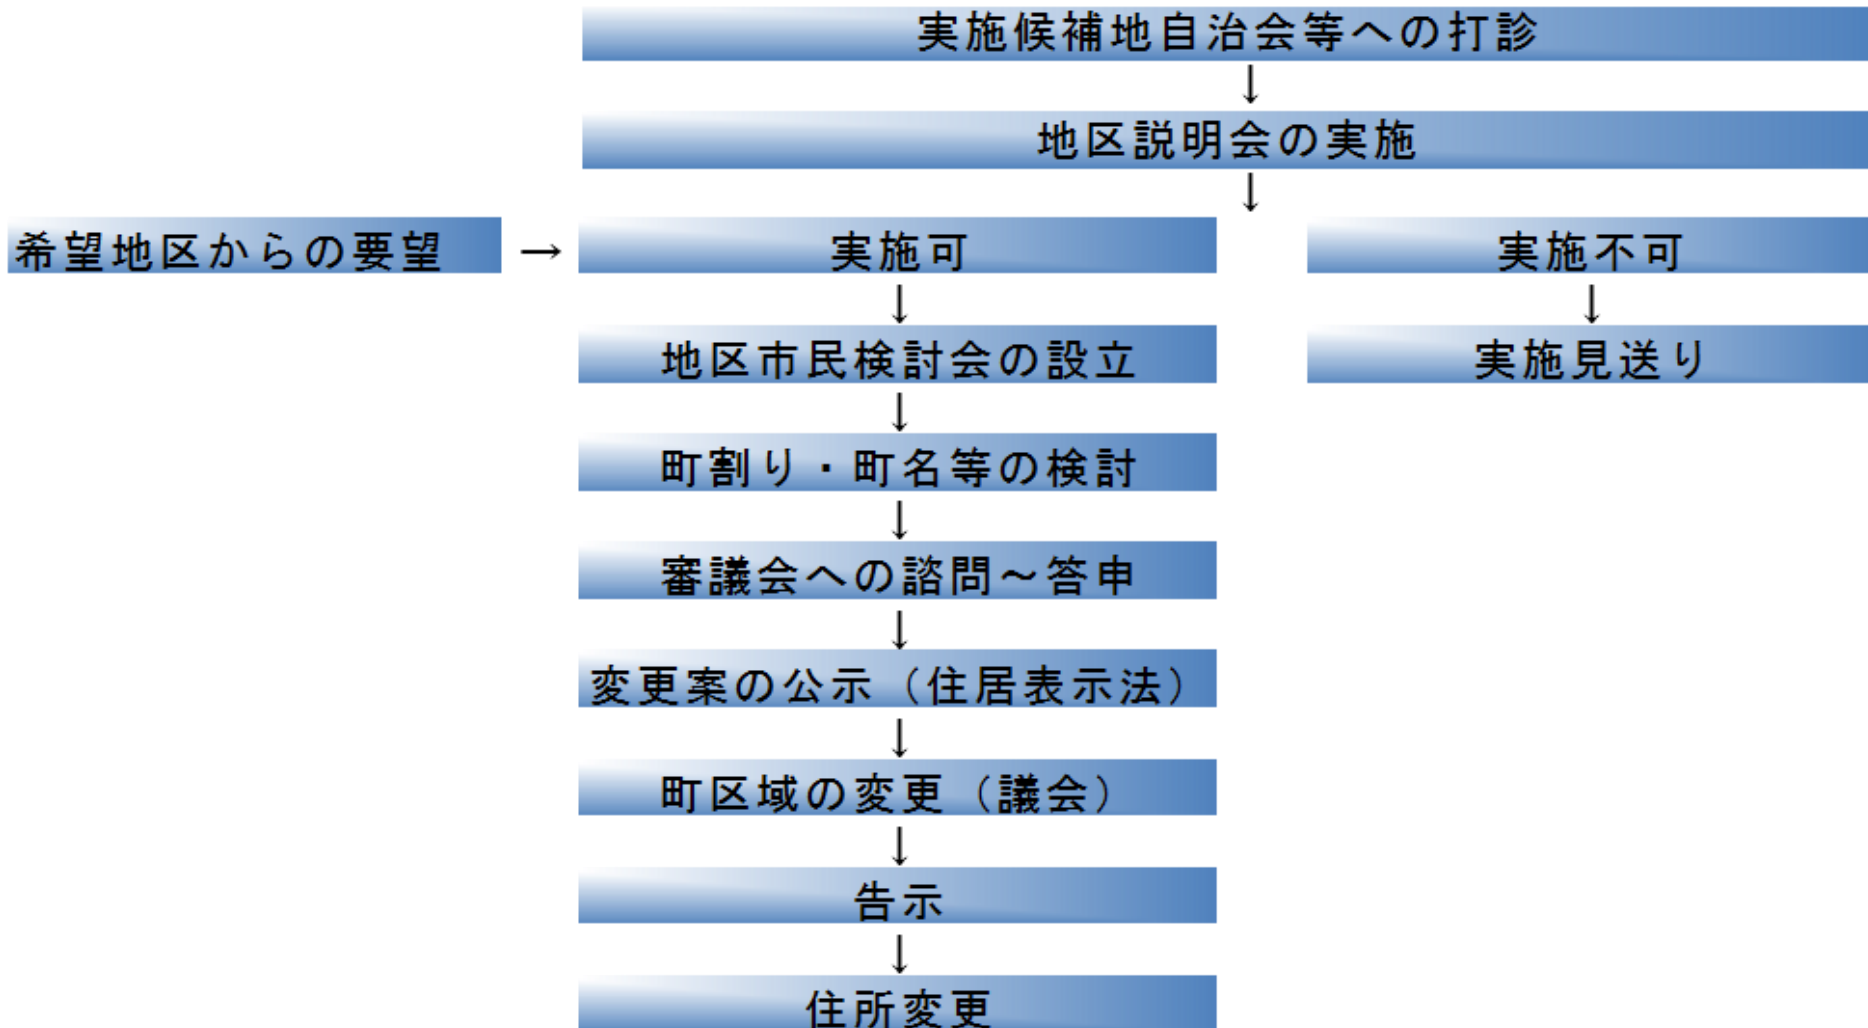 実施候補地自治会等への打診
↓
地区説明会の実施
↓
希望地区からの要望 → 実施可 実施不可
↓ ↓
地区市民検討会の設立 実施見送り
↓
町割り・町名等の検討
↓
審議会への諮問～答申
↓
変更案の公示（住居表示法）
↓
町区域の変更（議会）
↓
告示
↓
住所変更